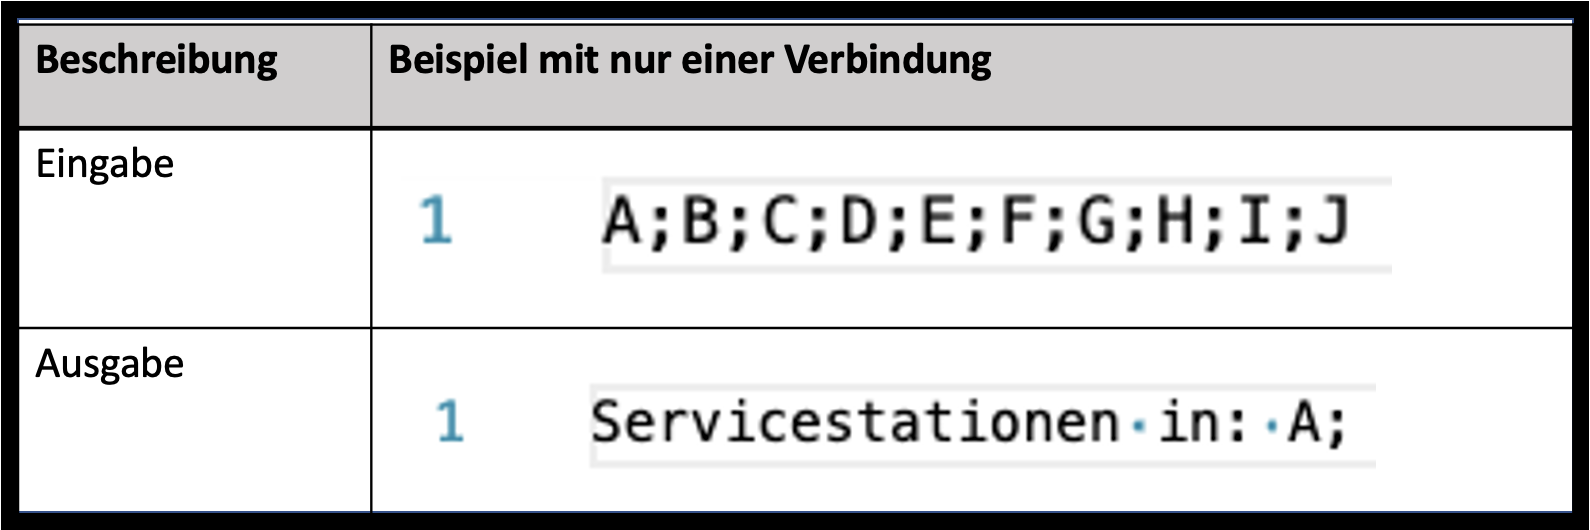 Beschreibung
Beispiel mit nur einer Verbindung
Eingabe
1 A;B;C;D;E;F;G;H;I;J
Ausgabe
1 Servicestationen·in:·A;